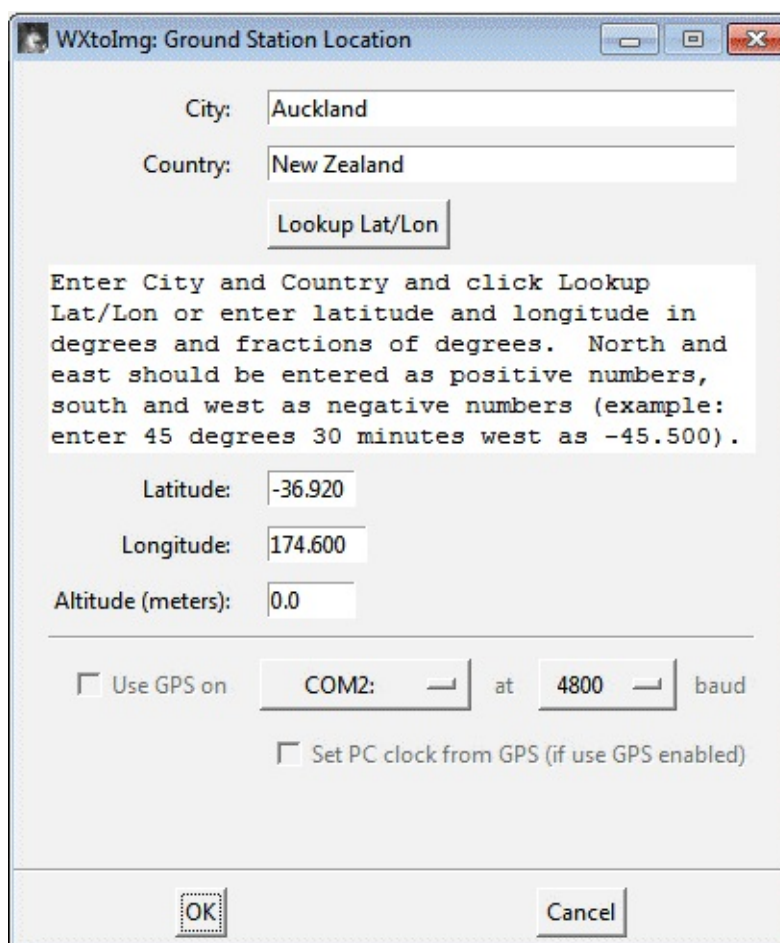 WXtoImg: Ground Station Location
City: Auckland
Country: New Zealand
Lookup Lat/Lon
Enter City and Country and click Lookup
Lat/Lon or enter latitude and longitude in
degrees and fractions of degrees.  North and
east should be entered as positive numbers,
south and west as negative numbers (example:
enter 45 degrees 30 minutes west as -45.500).
Latitude: -36.920
Longitude: 174.600
Altitude (meters): 0.0
Use GPS on COM2: at 4800 baud
Set PC clock from GPS (if use GPS enabled)
OK Cancel